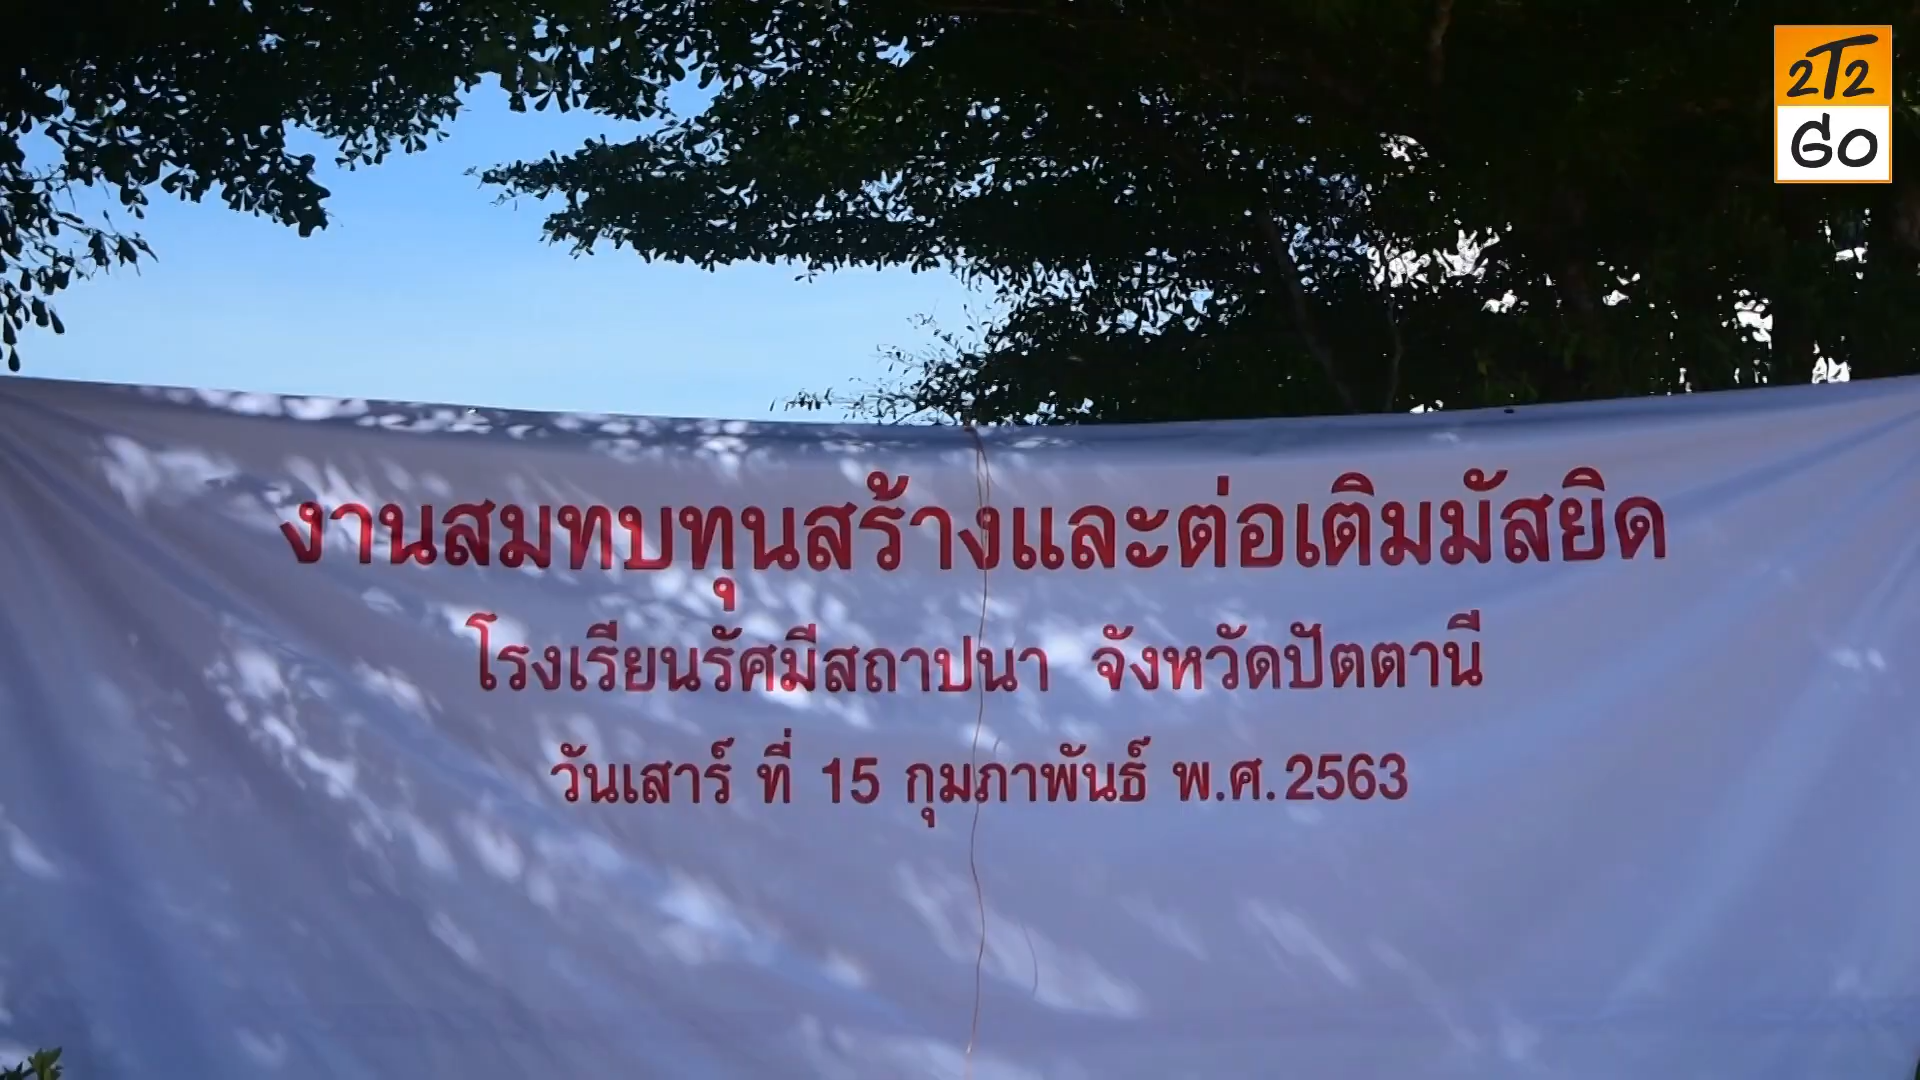 2T2
GO
งานสมทบทุนสร้างและต่อเติมมัสยิด
โรงเรียนรัศมีสถาปนา จังหวัดปัตตานี
วันเสาร์ ที่ 15 กุมภาพันธ์ พ.ศ.2563